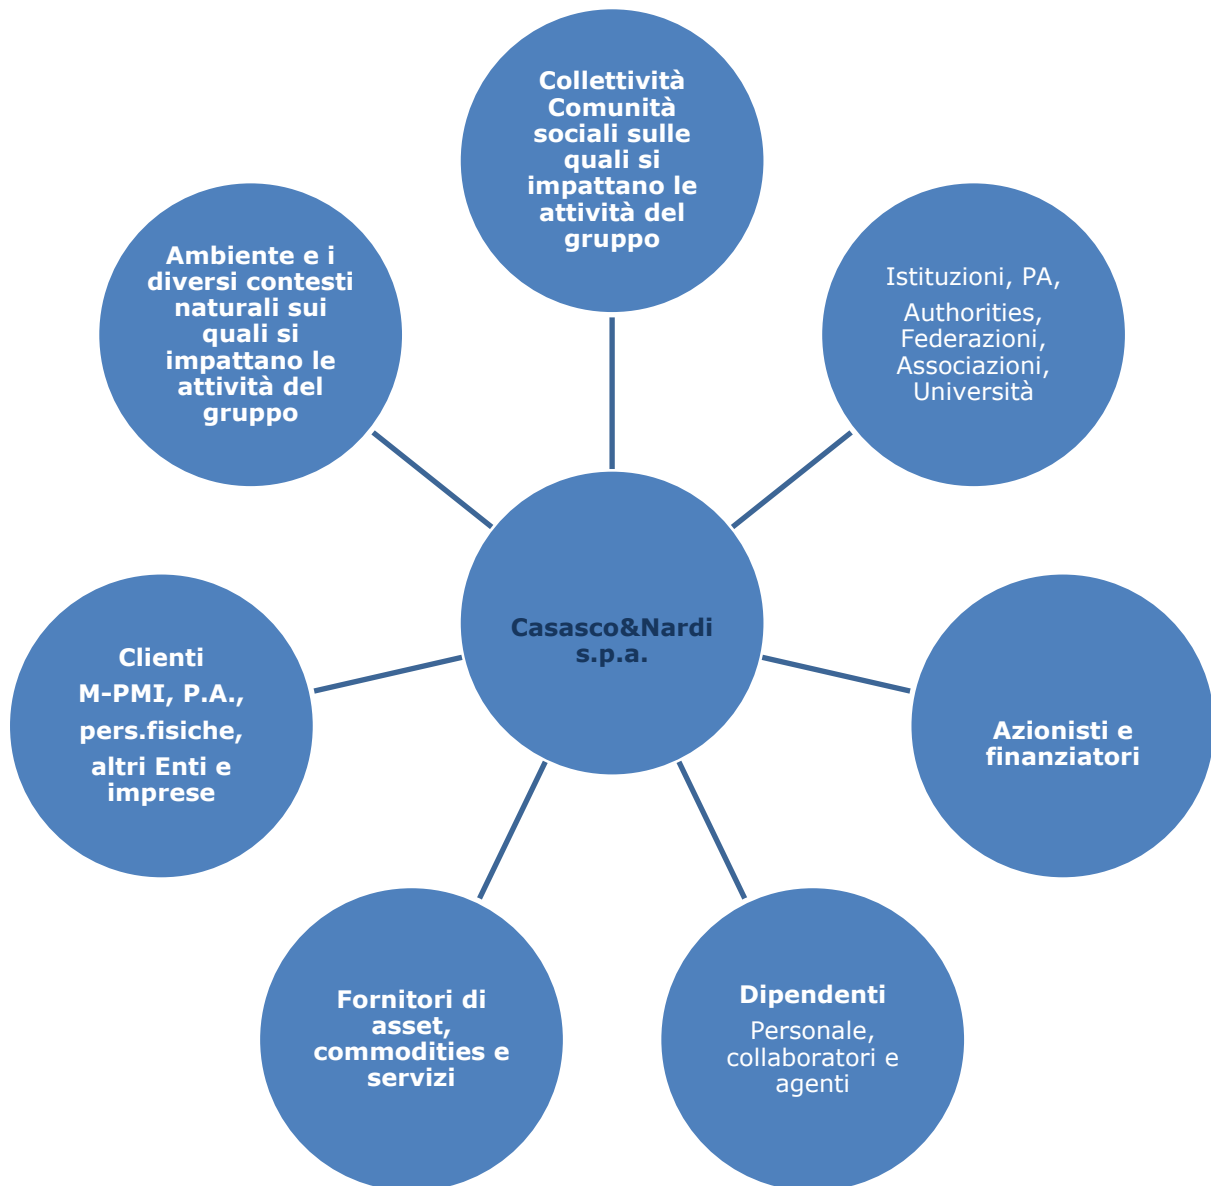 Collettività
Comunità
sociali sulle
quali si
impattano le
attività del
gruppo
Istituzioni, PA,
Authorities,
Federazioni,
Associazioni,
Università
Azionisti e
finanziatori
Dipendenti
Personale,
collaboratori e
agenti
Fornitori di
asset,
commodities e
servizi
Clienti
M-PMI, P.A.,
pers.fisiche,
altri Enti e
imprese
Ambiente e i
diversi contesti
naturali sui
quali si
impattano le
attività del
gruppo
Casasco&Nardi
s.p.a.